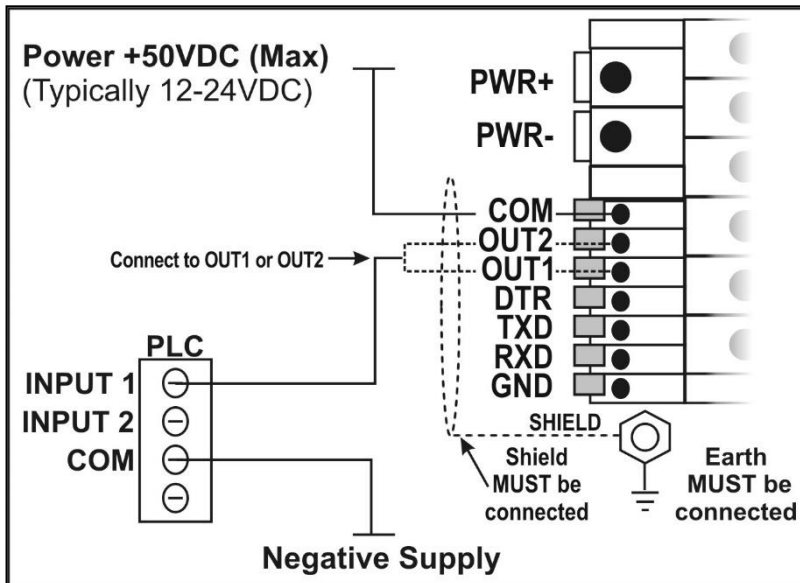 Power +50VDC (Max)
(Typically 12-24VDC)
PWR+
PWR-
COM
OUT2
OUT1
DTR
TXD
RXD
GND
Connect to OUT1 or OUT2
PLC
INPUT 1
INPUT 2
COM
SHIELD
Shield
MUST be
connected
Earth
MUST be
connected
Negative Supply